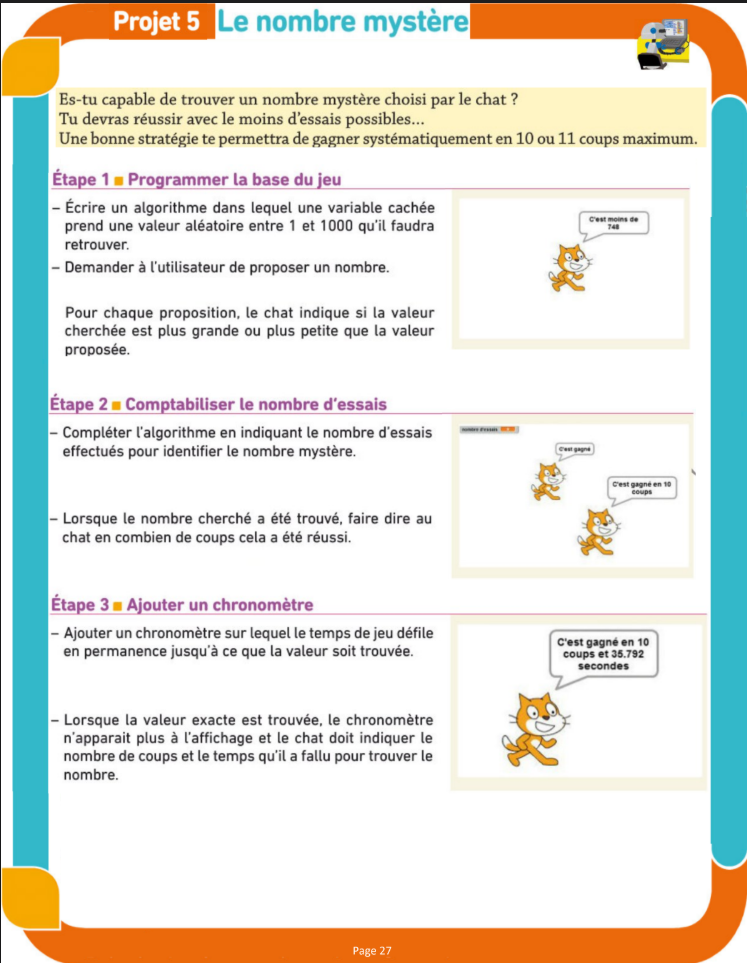 Projet 5 Le nombre mystère
Es-tu capable de trouver un nombre mystère choisi par le chat ?
Tu devras réussir avec le moins d'essais possibles...
Une bonne stratégie te permettra de gagner systématiquement en 10 ou 11 coups maximum.
Étape 1 ■ Programmer la base du jeu
– Écrire un algorithme dans lequel une variable cachée
prend une valeur aléatoire entre 1 et 1000 qu'il faudra
retrouver.
– Demander à l'utilisateur de proposer un nombre.
Pour chaque proposition, le chat indique si la valeur
cherchée est plus grande ou plus petite que la valeur
proposée.
C'est moins de
748
Étape 2 ■ Comptabiliser le nombre d'essais
– Compléter l'algorithme en indiquant le nombre d'essais
effectués pour identifier le nombre mystère.
– Lorsque le nombre cherché a été trouvé, faire dire au
chat en combien de coups cela a été réussi.
nombre d'essais
C'est gagné
C'est gagné en 10
coups
Étape 3 ■ Ajouter un chronomètre
– Ajouter un chronomètre sur lequel le temps de jeu défile
en permanence jusqu'à ce que la valeur soit trouvée.
– Lorsque la valeur exacte est trouvée, le chronomètre
n'apparait plus à l'affichage et le chat doit indiquer le
nombre de coups et le temps qu'il a fallu pour trouver le
nombre.
C'est gagné en 10
coups et 35.792
secondes
Page 27